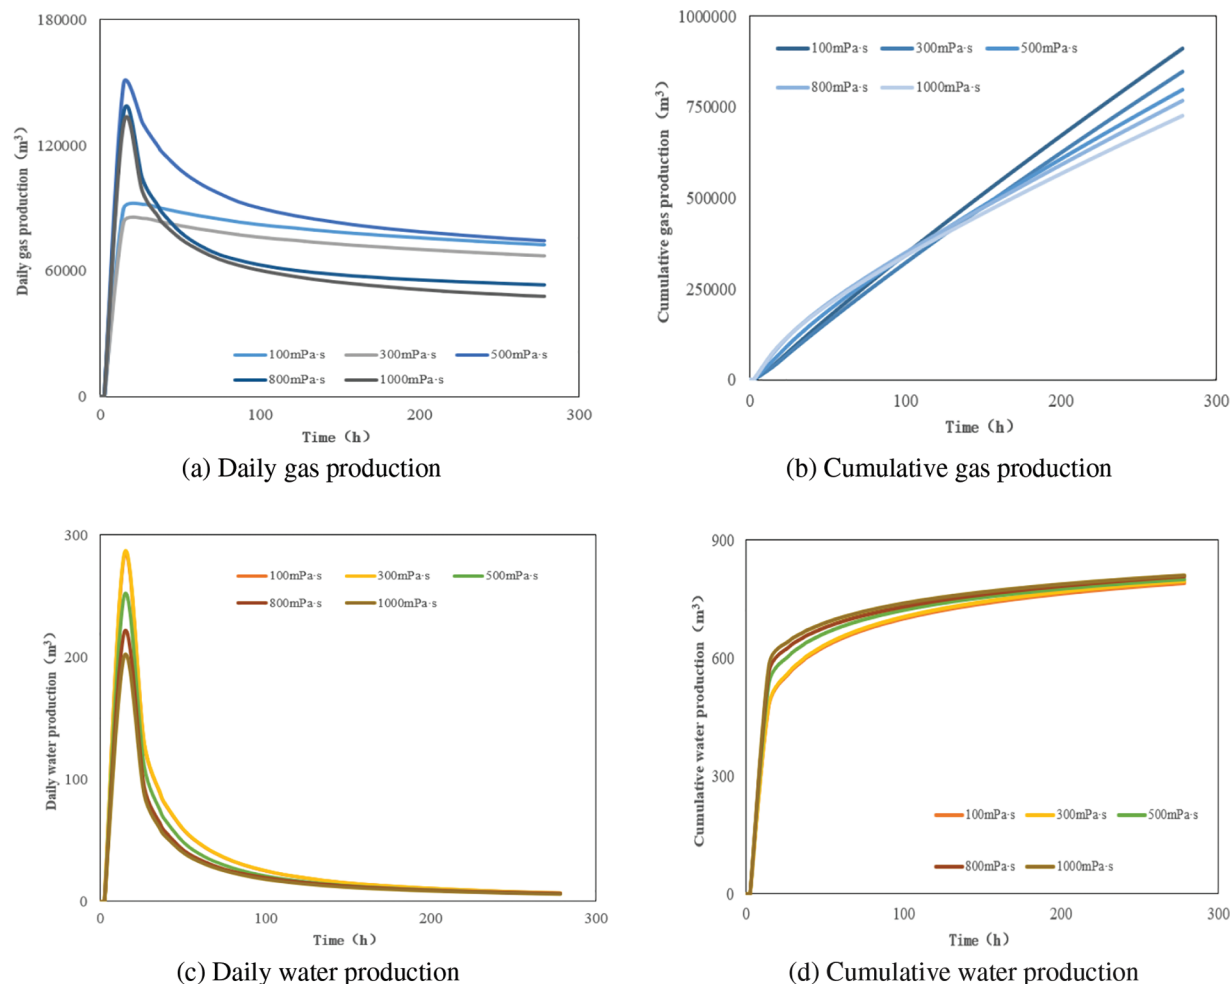 180000
120000
60000
0
0 100 200 300
Daily gas production（m³）
Time（h）
100mPa·s 300mPa·s 500mPa·s
800mPa·s 1000mPa·s
(a) Daily gas production
1000000
750000
500000
250000
0
0 100 200 300
Cumulative gas production（m³）
Time（h）
100mPa·s 300mPa·s 500mPa·s
800mPa·s 1000mPa·s
(b) Cumulative gas production
300
200
100
0
0 100 200 300
Daily water production（m³）
Time（h）
100mPa·s 300mPa·s 500mPa·s
800mPa·s 1000mPa·s
(c) Daily water production
900
600
300
0
0 100 200 300
Cumulative water production（m³）
Time（h）
100mPa·s 300mPa·s 500mPa·s
800mPa·s 1000mPa·s
(d) Cumulative water production